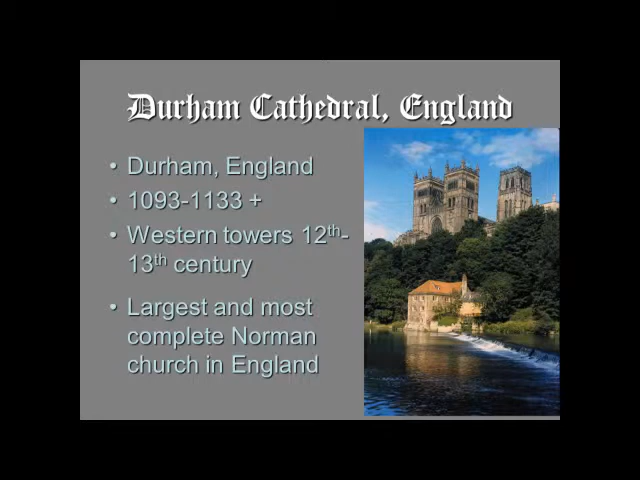 Durham Cathedral, England
• Durham, England
• 1093-1133 +
• Western towers 12th-
13th century
• Largest and most
complete Norman
church in England